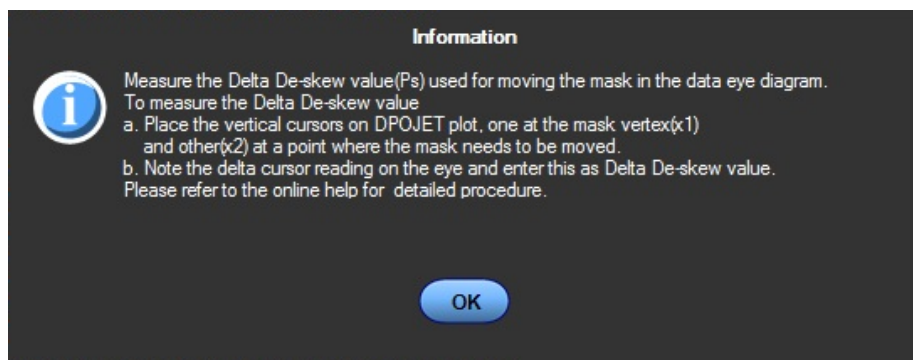 Information
Measure the Delta De-skew value(Ps) used for moving the mask in the data eye diagram.
To measure the Delta De-skew value
a. Place the vertical cursors on DPOJET plot, one at the mask vertex(x1)
and other(x2) at a point where the mask needs to be moved.
b. Note the delta cursor reading on the eye and enter this as Delta De-skew value.
Please refer to the online help for detailed procedure.
OK